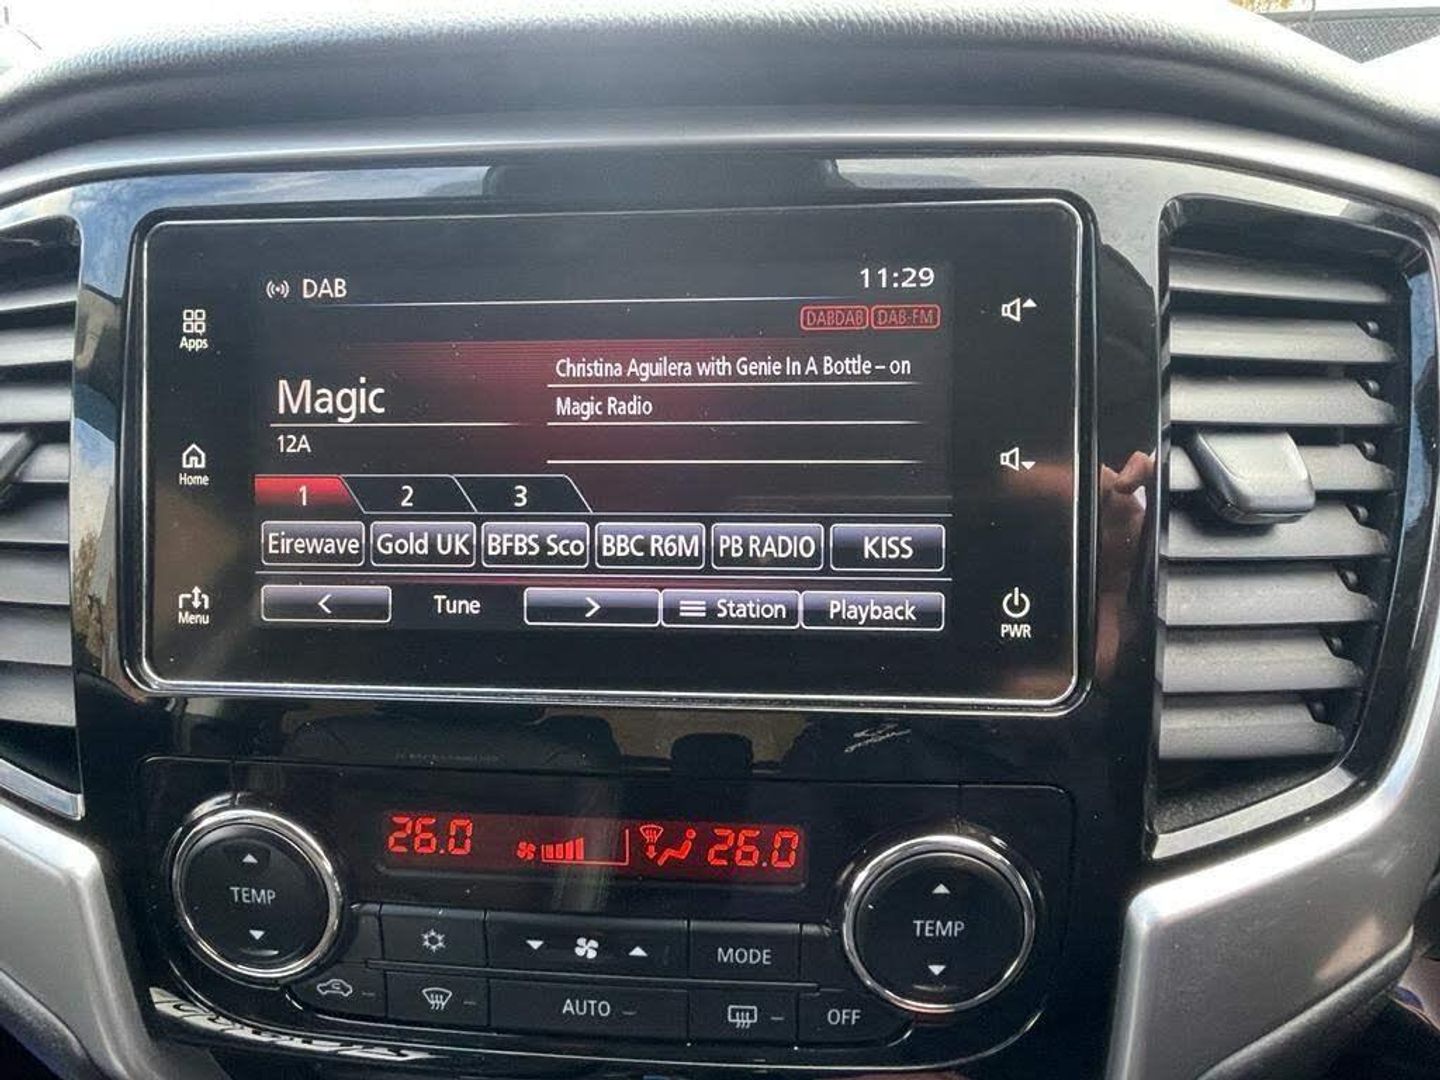 DAB
11:29
DABDAB DAB-FM
Apps
Christina Aguilera with Genie In A Bottle – on
Magic
Magic Radio
12A
Home
1 2 3
Eirewave Gold UK BFBS Sco BBC R6M PB RADIO KISS
< Tune > Station Playback
Menu
PWR
26.0 26.0
TEMP
TEMP
MODE
AUTO
OFF